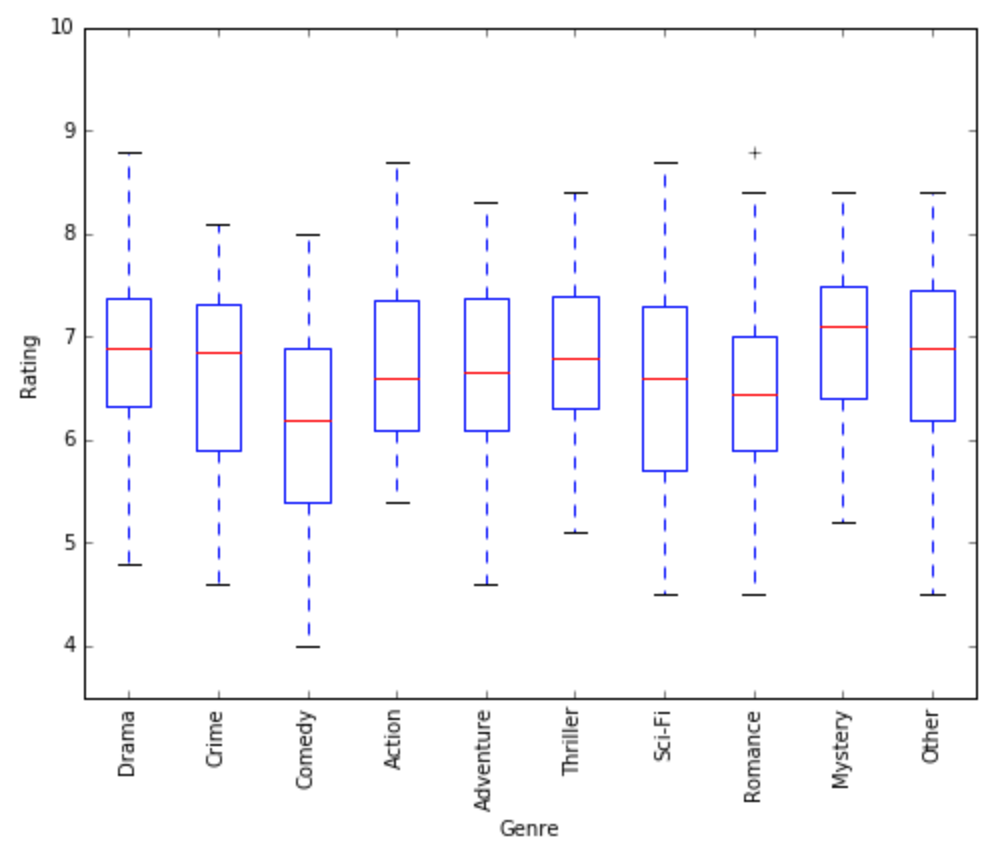 10
9
8
7
6
5
4
Rating
Drama
Crime
Comedy
Action
Adventure
Thriller
Sci-Fi
Romance
Mystery
Other
Genre